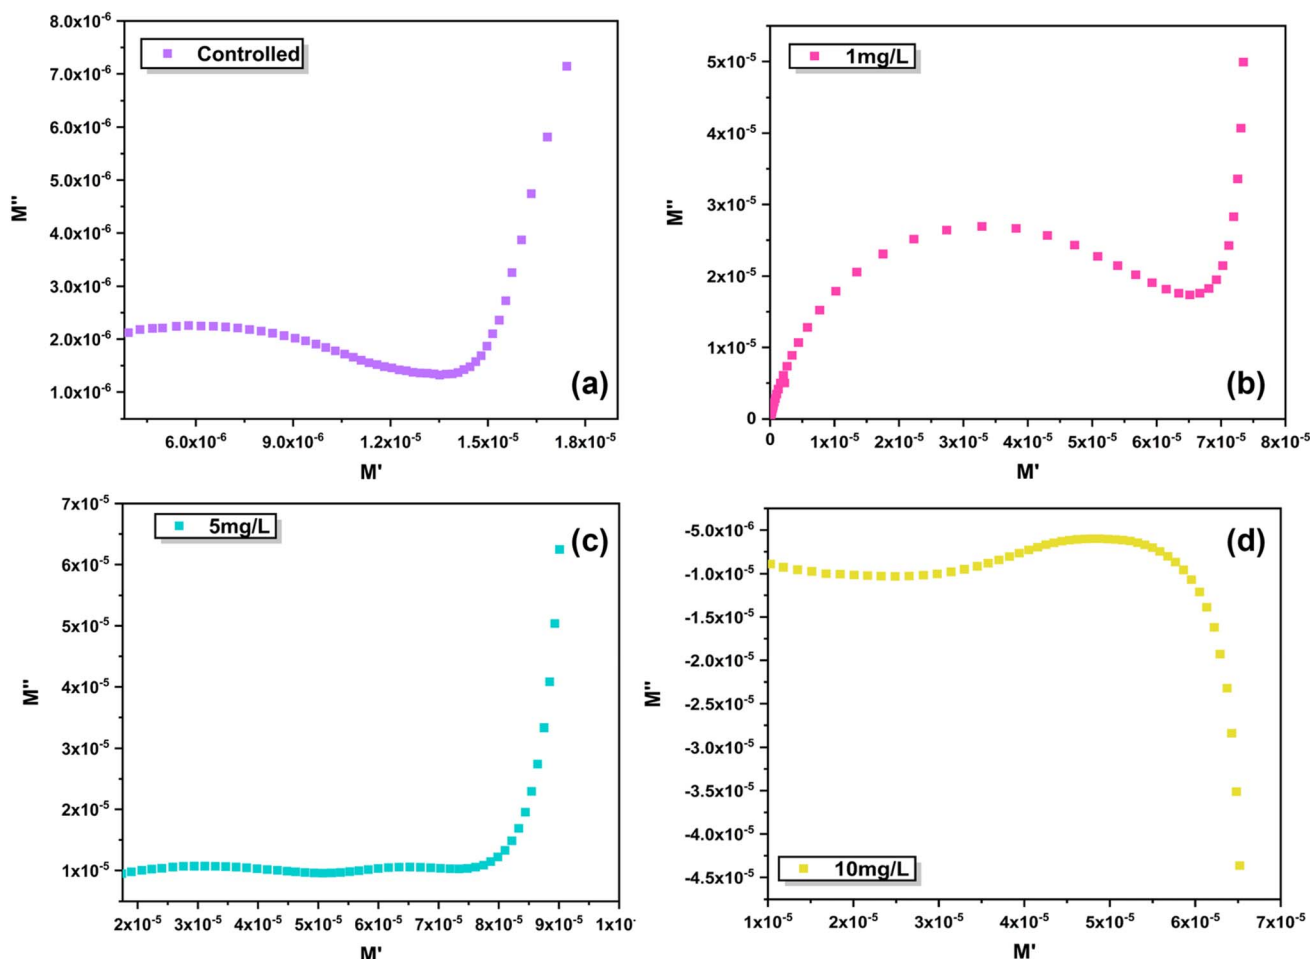 8.0x10⁻⁶
7.0x10⁻⁶
6.0x10⁻⁶
5.0x10⁻⁶
4.0x10⁻⁶
3.0x10⁻⁶
2.0x10⁻⁶
1.0x10⁻⁶
M''
Controlled
(a)
6.0x10⁻⁶ 9.0x10⁻⁶ 1.2x10⁻⁵ 1.5x10⁻⁵ 1.8x10⁻⁵
M'
5x10⁻⁵
4x10⁻⁵
3x10⁻⁵
2x10⁻⁵
1x10⁻⁵
0
M''
1mg/L
(b)
0 1x10⁻⁵ 2x10⁻⁵ 3x10⁻⁵ 4x10⁻⁵ 5x10⁻⁵ 6x10⁻⁵ 7x10⁻⁵ 8x10⁻⁵
M'
7x10⁻⁵
6x10⁻⁵
5x10⁻⁵
4x10⁻⁵
3x10⁻⁵
2x10⁻⁵
1x10⁻⁵
M''
5mg/L
(c)
2x10⁻⁵ 3x10⁻⁵ 4x10⁻⁵ 5x10⁻⁵ 6x10⁻⁵ 7x10⁻⁵ 8x10⁻⁵ 9x10⁻⁵ 1x10⁻
M'
-5.0x10⁻⁶
-1.0x10⁻⁵
-1.5x10⁻⁵
-2.0x10⁻⁵
-2.5x10⁻⁵
-3.0x10⁻⁵
-3.5x10⁻⁵
-4.0x10⁻⁵
-4.5x10⁻⁵
M''
(d)
10mg/L
1x10⁻⁵ 2x10⁻⁵ 3x10⁻⁵ 4x10⁻⁵ 5x10⁻⁵ 6x10⁻⁵ 7x10⁻⁵
M'